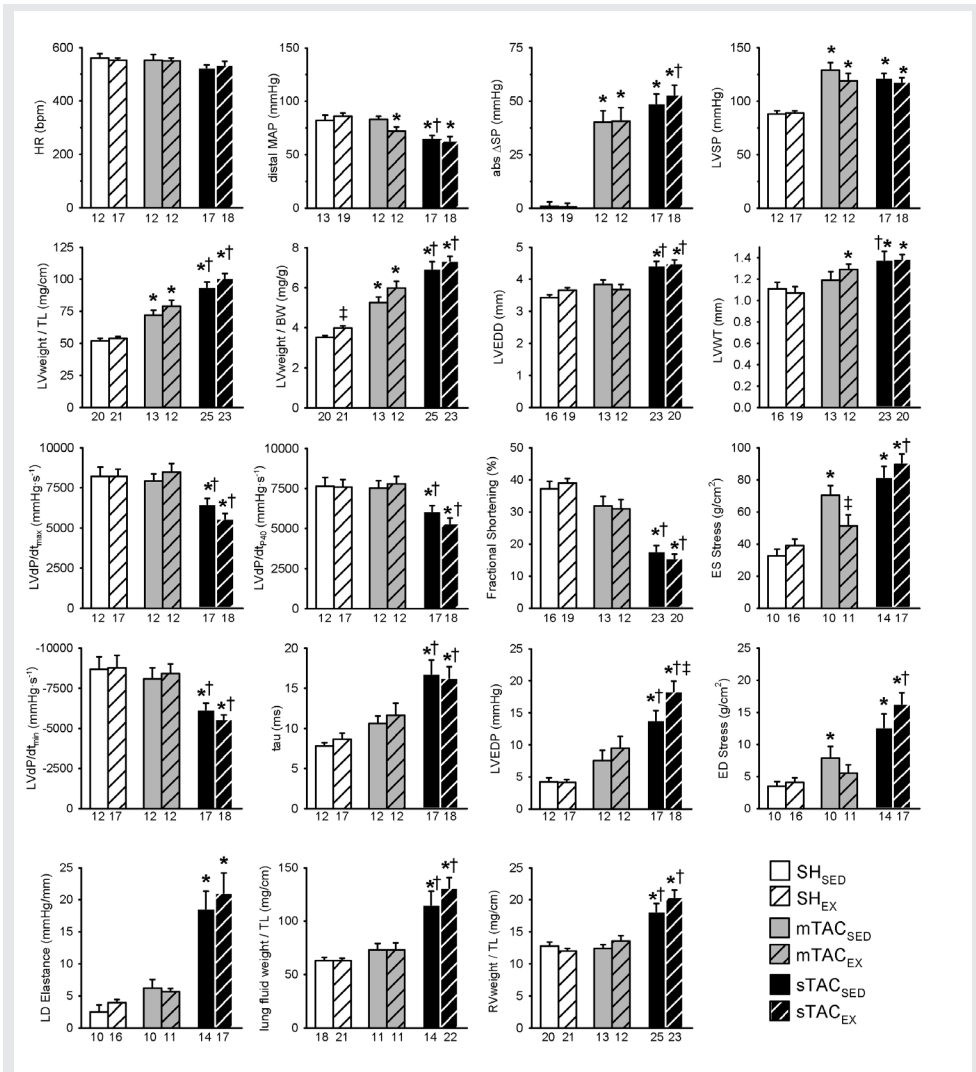 HR (bpm)
600
400
200
0
12 17 12 12 17 18
distal MAP (mmHg)
150
100
50
0
* *† *
13 19 12 12 17 18
abs ΔSP (mmHg)
75
50
25
0
* * * *†
13 19 12 12 17 18
LVSP (mmHg)
150
100
50
0
* * * *
12 17 12 12 17 18
LVweight / TL (mg/cm)
125
100
75
50
25
0
* * *† *†
20 21 13 12 25 23
LVweight / BW (mg/g)
8
6
4
2
0
‡ * * *† *†
20 21 13 12 25 23
LVEDD (mm)
6
4
2
0
*† *†
16 19 13 12 23 20
LVWT (mm)
1.4
1.2
1.0
0.8
0.6
0.4
0.2
0.0
* †* *
16 19 13 12 23 20
LVdP/dtmax (mmHg·s-1)
10000
7500
5000
2500
0
*† *†
12 17 12 12 17 18
LVdP/dtP40 (mmHg·s-1)
10000
7500
5000
2500
0
*† *†
12 17 12 12 17 18
Fractional Shortening (%)
50
40
30
20
10
0
*† *†
16 19 13 12 23 20
ES Stress (g/cm2)
100
80
60
40
20
0
* ‡ * *†
10 16 10 11 14 17
LVdP/dtmin (mmHg·s-1)
-10000
-7500
-5000
-2500
0
*† *†
12 17 12 12 17 18
tau (ms)
20
15
10
5
0
*† *†
12 17 12 12 17 18
LVEDP (mmHg)
25
20
15
10
5
0
*† *†‡
12 17 12 12 17 18
ED Stress (g/cm2)
25
20
15
10
5
0
* * *†
10 16 10 11 14 17
LD Elastance (mmHg/mm)
25
20
15
10
5
0
* *
10 16 10 11 14 17
lung fluid weight / TL (mg/cm)
150
100
50
0
*† *†
18 21 11 11 14 22
RVweight / TL (mg/cm)
25
20
15
10
5
0
*† *†
20 21 13 12 25 23
SHSED
SHEX
mTACSED
mTACEX
sTACSED
sTACEX